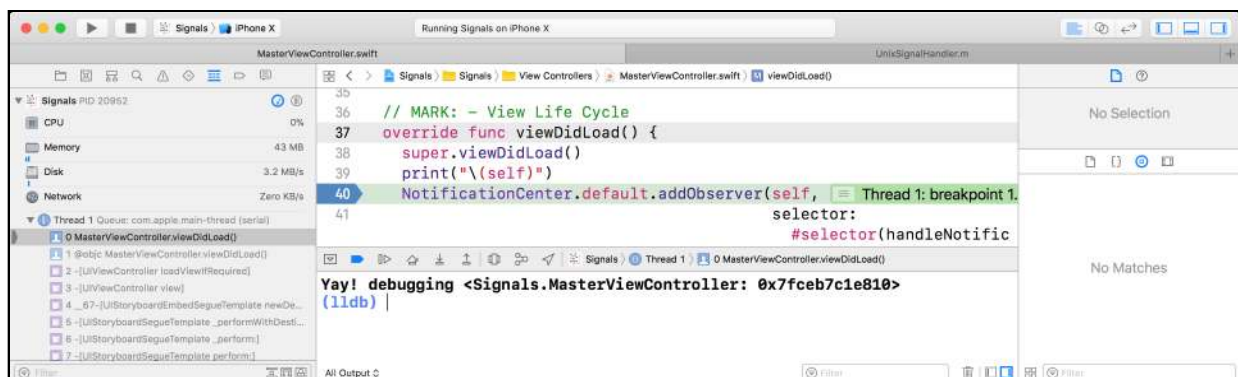 Signals › iPhone X
Running Signals on iPhone X
MasterViewController.swift
UnixSignalHandler.m
+
Signals › Signals › View Controllers › MasterViewController.swift › M viewDidLoad()
Signals PID 20952
CPU 0%
Memory 43 MB
Disk 3.2 MB/s
Network Zero KB/s
Thread 1 Queue: com.apple.main-thread (serial)
0 MasterViewController.viewDidLoad()
1 @objc MasterViewController.viewDidLoad()
2 -[UIViewController loadViewIfRequired]
3 -[UIViewController view]
4 __67-[UIStoryboardEmbedSegueTemplate newDe...
5 -[UIStoryboardSegueTemplate _performWithDesti...
6 -[UIStoryboardSegueTemplate _perform:]
7 -[UIStoryboardSegueTemplate perform:]
Filter
35
36 // MARK: - View Life Cycle
37 override func viewDidLoad() {
38 super.viewDidLoad()
39 print("\(self)")
40 NotificationCenter.default.addObserver(self, = Thread 1: breakpoint 1.
41 selector:
#selector(handleNotific
Signals › Thread 1 › 0 MasterViewController.viewDidLoad()
Yay! debugging <Signals.MasterViewController: 0x7fceb7c1e810>
(lldb)
All Output
Filter
No Selection
No Matches
Filter